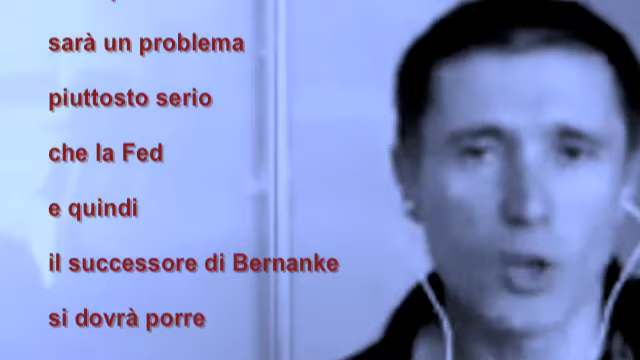 sarà un problema
piuttosto serio
che la Fed
e quindi
il successore di Bernanke
si dovrà porre